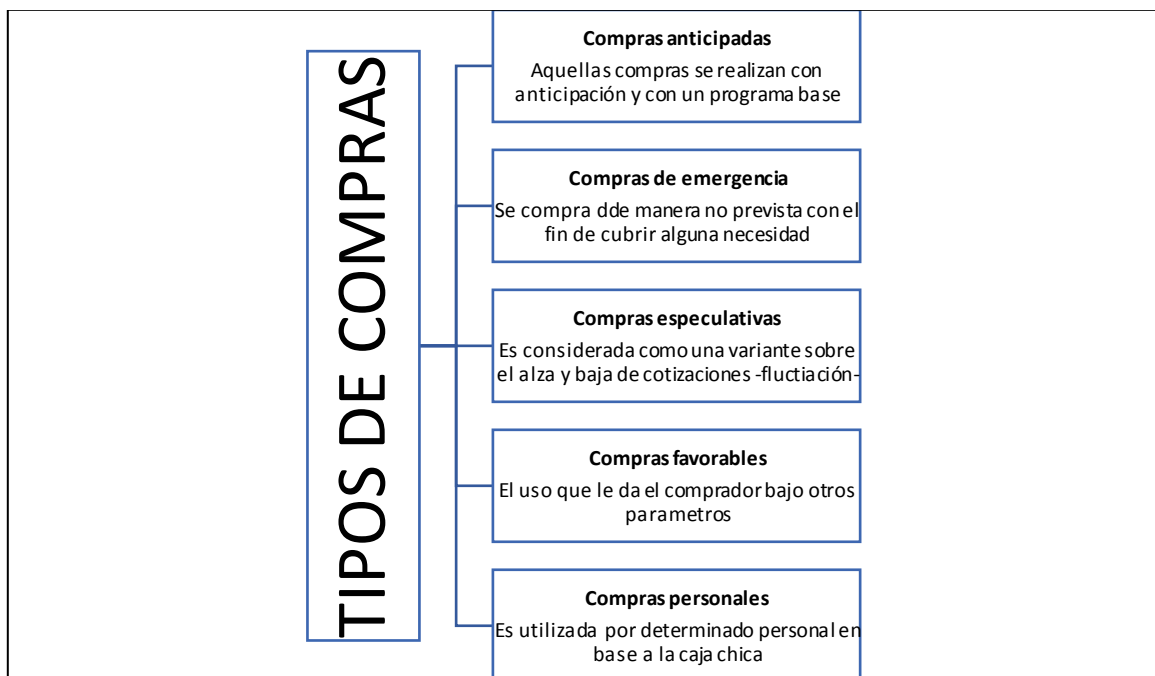 TIPOS DE COMPRAS
Compras anticipadas
Aquellas compras se realizan con
anticipación y con un programa base
Compras de emergencia
Se compra dde manera no prevista con el
fin de cubrir alguna necesidad
Compras especulativas
Es considerada como una variante sobre
el alza y baja de cotizaciones -fluctiación-
Compras favorables
El uso que le da el comprador bajo otros
parametros
Compras personales
Es utilizada por determinado personal en
base a la caja chica